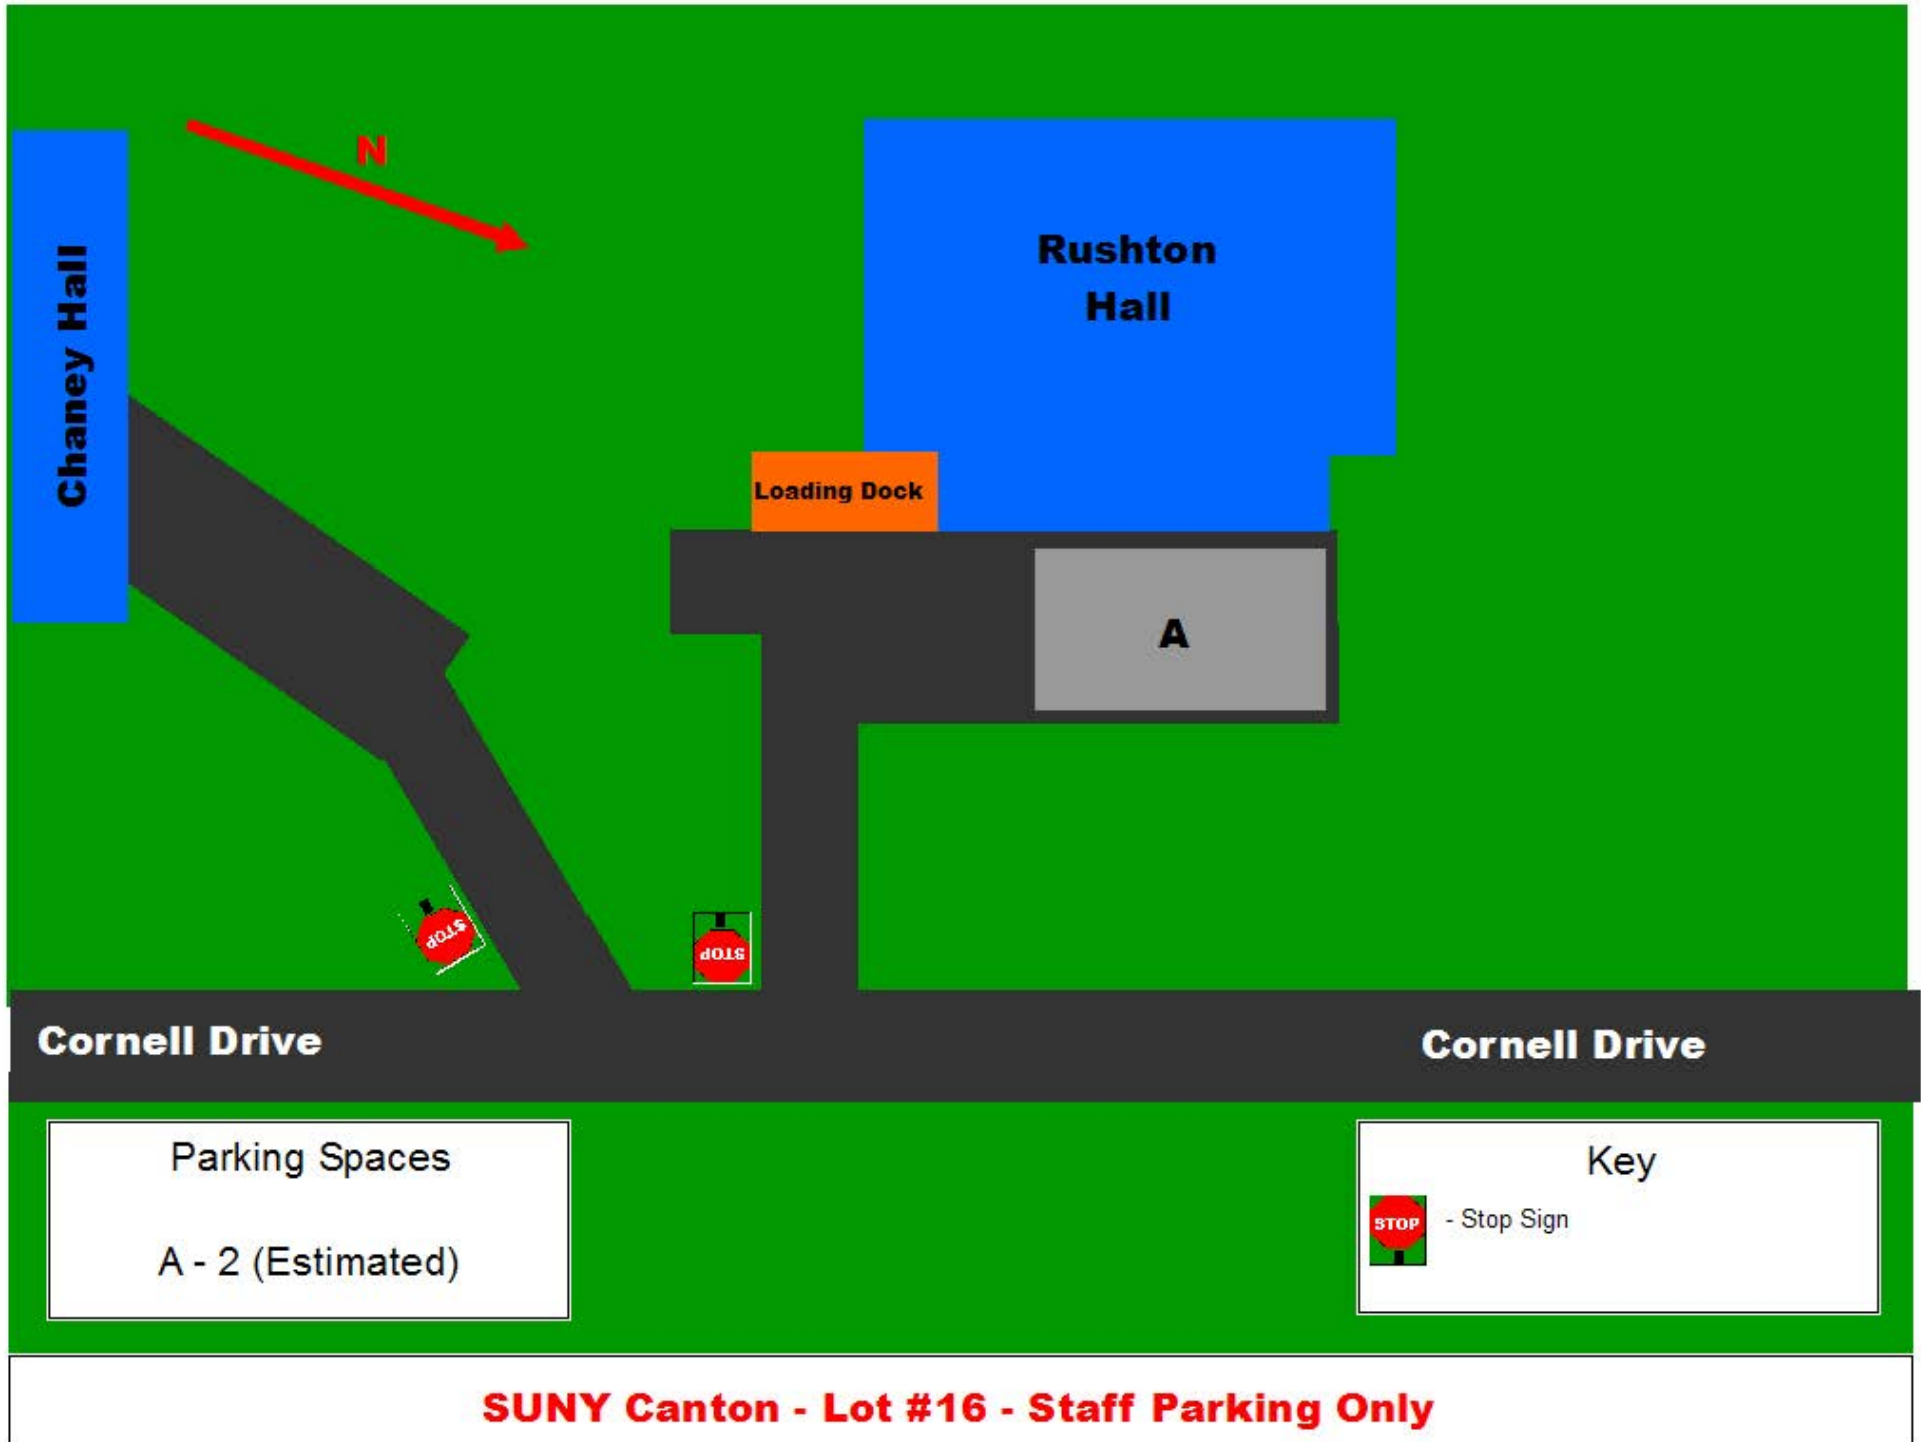 N
Rushton
Hall
Chaney Hall
Loading Dock
A
STOP
STOP
Cornell Drive
Cornell Drive
Parking Spaces
A - 2 (Estimated)
Key
STOP - Stop Sign
SUNY Canton - Lot #16 - Staff Parking Only